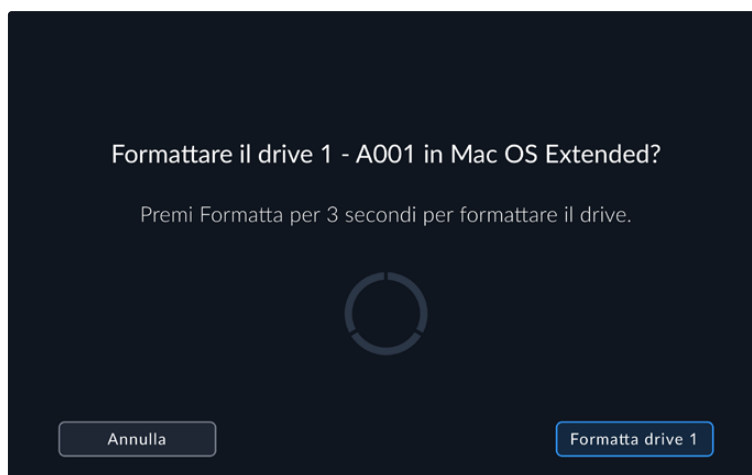 Formattare il drive 1 - A001 in Mac OS Extended?
Premi Formatta per 3 secondi per formattare il drive.
Annulla
Formatta drive 1